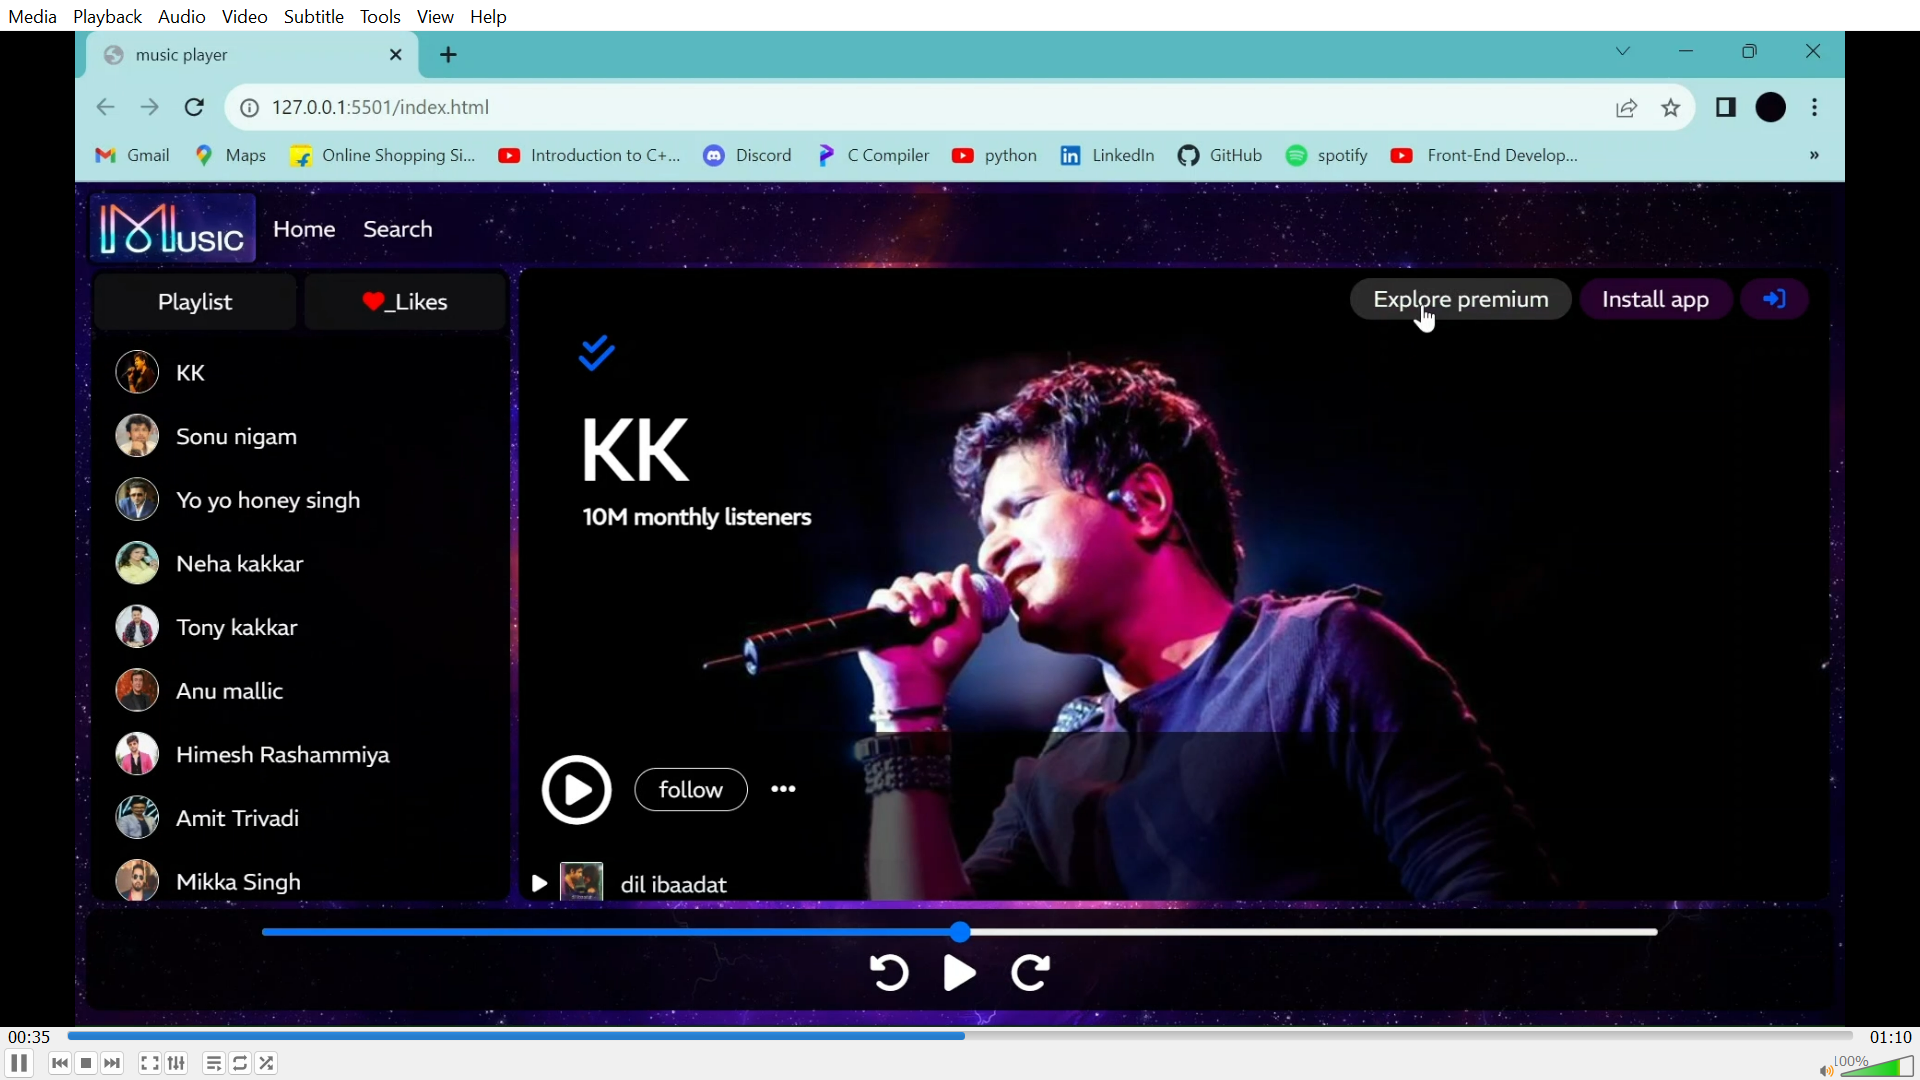 Media Playback Audio Video Subtitle Tools View Help
music player
127.0.0.1:5501/index.html
Gmail Maps Online Shopping Si... Introduction to C+... Discord C Compiler python LinkedIn GitHub spotify Front-End Develop... »
Music Home Search
Playlist _Likes
Explore premium Install app
KK
Sonu nigam
Yo yo honey singh
Neha kakkar
Tony kakkar
Anu mallic
Himesh Rashammiya
Amit Trivadi
Mikka Singh
KK
10M monthly listeners
follow
dil ibaadat
00:35 01:10
100%